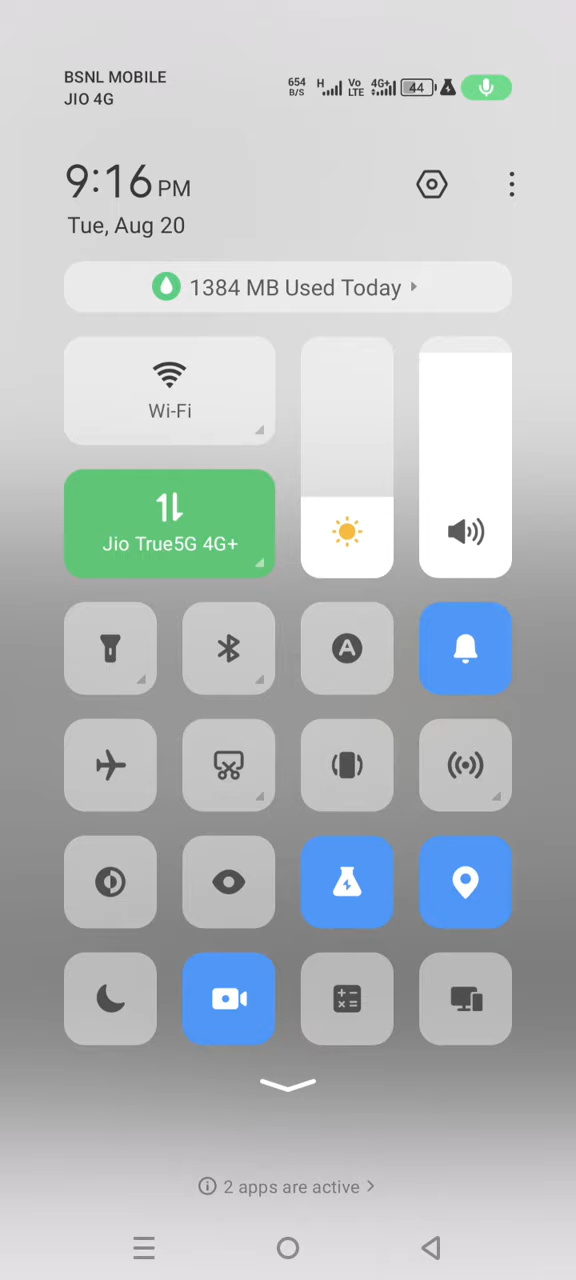 BSNL MOBILE
JIO 4G
654 B/S H Vo LTE 4G+ 44
9:16 PM
Tue, Aug 20
1384 MB Used Today
Wi-Fi
Jio True5G 4G+
A
2 apps are active